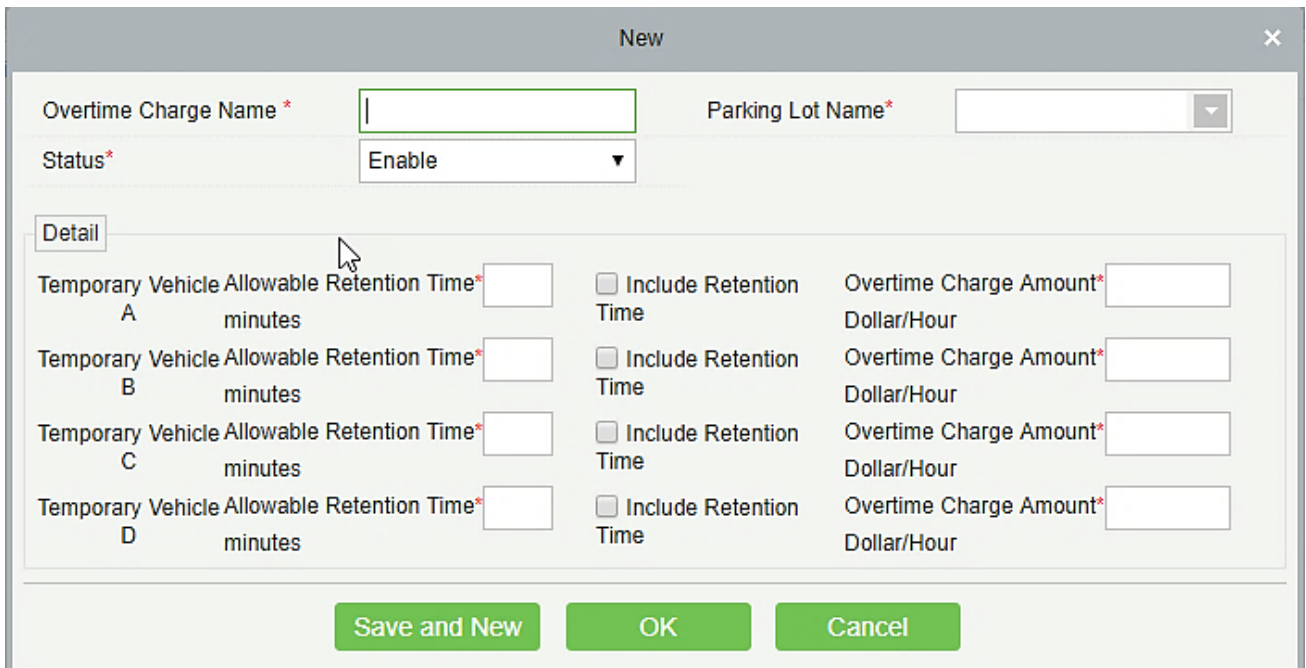 New
Overtime Charge Name * Parking Lot Name*
Status* Enable
Detail
Temporary Vehicle Allowable Retention Time* Include Retention Overtime Charge Amount*
A minutes Time Dollar/Hour
Temporary Vehicle Allowable Retention Time* Include Retention Overtime Charge Amount*
B minutes Time Dollar/Hour
Temporary Vehicle Allowable Retention Time* Include Retention Overtime Charge Amount*
C minutes Time Dollar/Hour
Temporary Vehicle Allowable Retention Time* Include Retention Overtime Charge Amount*
D minutes Time Dollar/Hour
Save and New OK Cancel